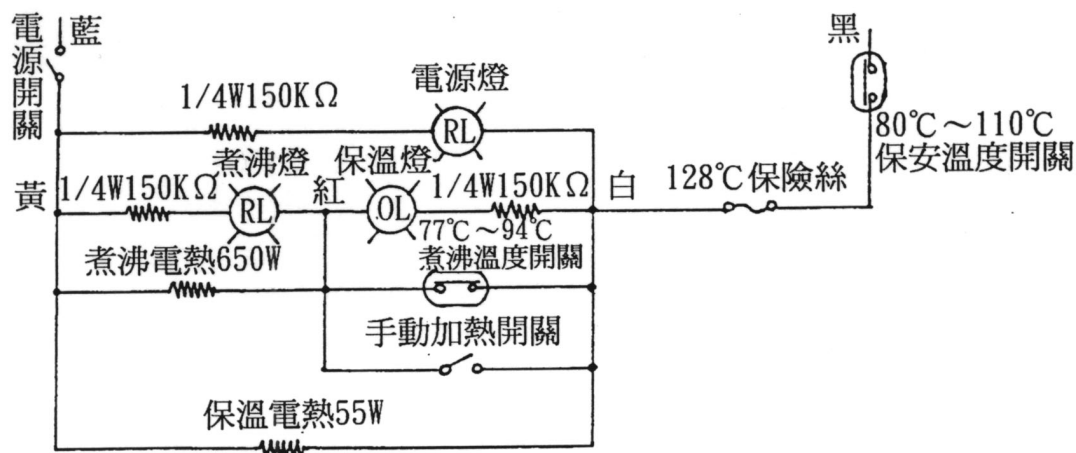 電源開關
藍
黑
電源燈
1/4W150KΩ
RL
80℃～110℃
保安溫度開關
煮沸燈
保溫燈
黃
1/4W150KΩ
RL
紅
OL
1/4W150KΩ
白
128℃保險絲
77℃～94℃
煮沸溫度開關
煮沸電熱650W
手動加熱開關
保溫電熱55W